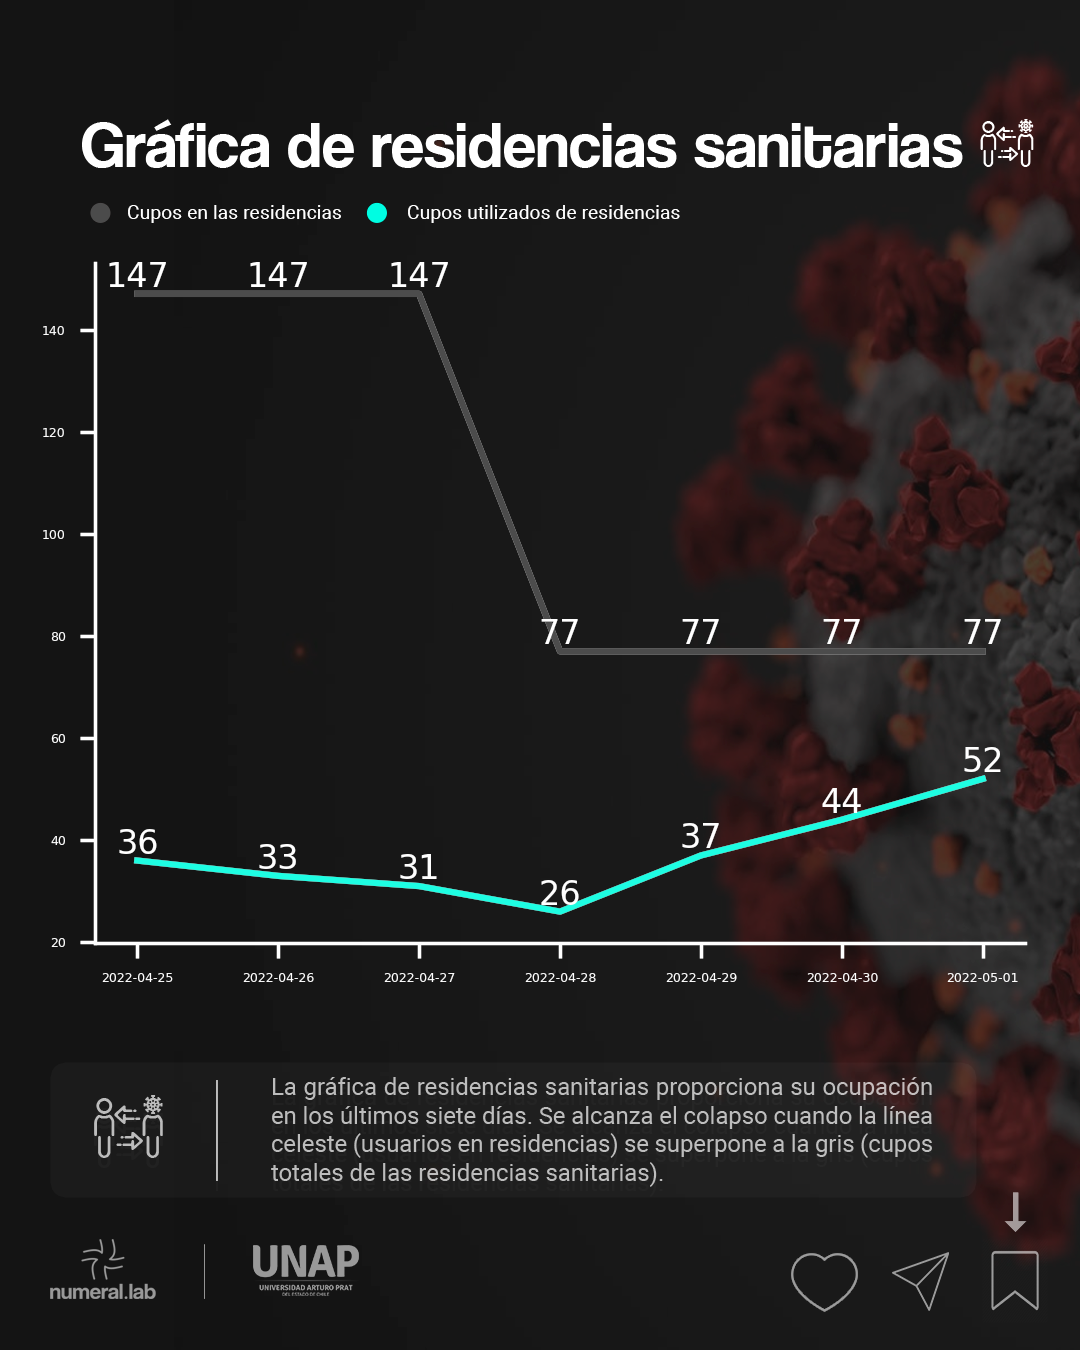 Gráfica de residencias sanitarias
Cupos en las residencias
Cupos utilizados de residencias
147 147 147
140
120
100
77 77 77 77
80
60
52
44
40
36 33 31 26 37
20
2022-04-25 2022-04-26 2022-04-27 2022-04-28 2022-04-29 2022-04-30 2022-05-01
La gráfica de residencias sanitarias proporciona su ocupación
en los últimos siete días. Se alcanza el colapso cuando la línea
celeste (usuarios en residencias) se superpone a la gris (cupos
totales de las residencias sanitarias).
numeral.lab
UNAP
UNIVERSIDAD ARTURO PRAT
DEL ESTADO DE CHILE